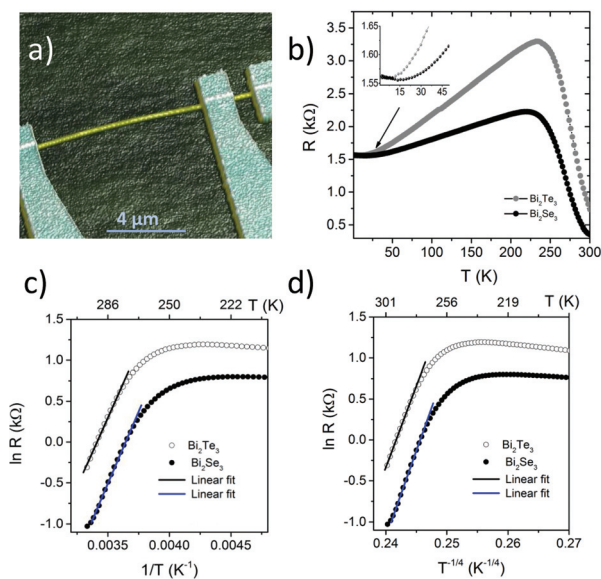 a)
4 µm
b)
R (kΩ)
3.5
3.0
2.5
2.0
1.5
1.0
0.5
1.65
1.60
1.55
15 30 45
Bi₂Te₃
Bi₂Se₃
50 100 150 200 250 300
T (K)
c)
286 250 222 T (K)
ln R (kΩ)
1.5
1.0
0.5
0.0
-0.5
-1.0
Bi₂Te₃
Bi₂Se₃
Linear fit
Linear fit
0.0035 0.0040 0.0045
1/T (K⁻¹)
d)
T (K)
301 256 219
ln R (kΩ)
1.5
1.0
0.5
0.0
-0.5
-1.0
Bi₂Te₃
Bi₂Se₃
Linear fit
Linear fit
0.24 0.25 0.26 0.27
T⁻¹/⁴ (K⁻¹/⁴)